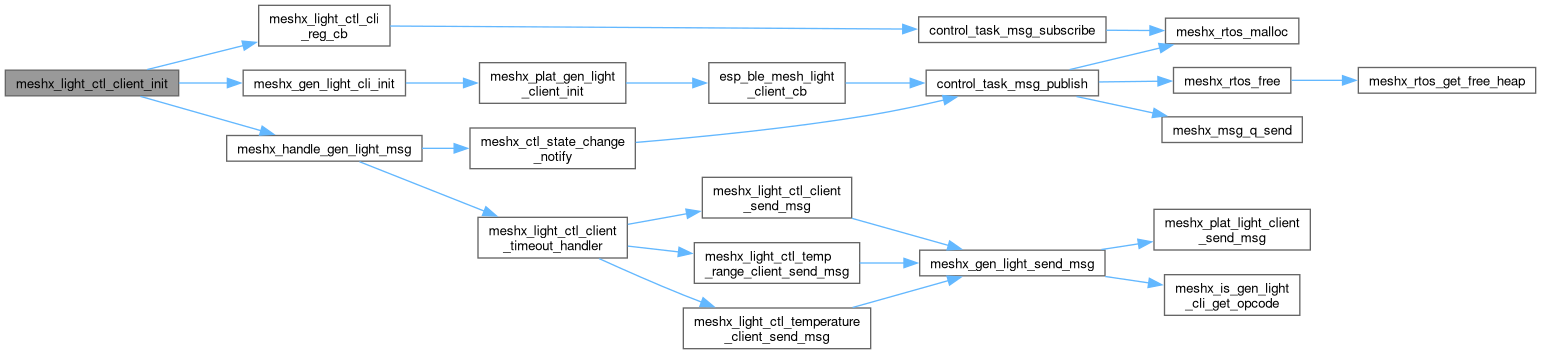 meshx_light_ctl_client_init
meshx_light_ctl_cli
_reg_cb
meshx_gen_light_cli_init
meshx_handle_gen_light_msg
meshx_plat_gen_light
_client_init
meshx_ctl_state_change
_notify
meshx_light_ctl_client
_timeout_handler
esp_ble_mesh_light
_client_cb
meshx_light_ctl_client
_send_msg
meshx_light_ctl_temp
_range_client_send_msg
meshx_light_ctl_temperature
_client_send_msg
control_task_msg_subscribe
control_task_msg_publish
meshx_gen_light_send_msg
meshx_rtos_malloc
meshx_rtos_free
meshx_msg_q_send
meshx_plat_light_client
_send_msg
meshx_is_gen_light
_cli_get_opcode
meshx_rtos_get_free_heap